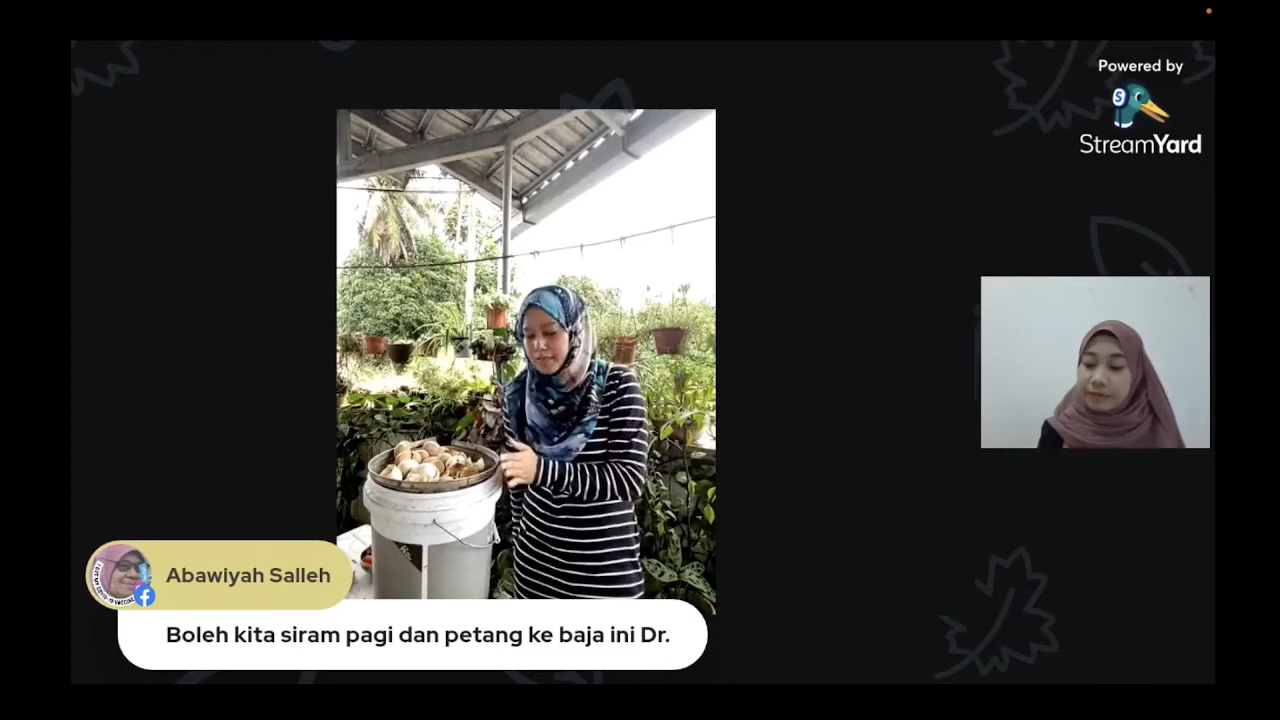 Powered by
StreamYard
Abawiyah Salleh
Boleh kita siram pagi dan petang ke baja ini Dr.